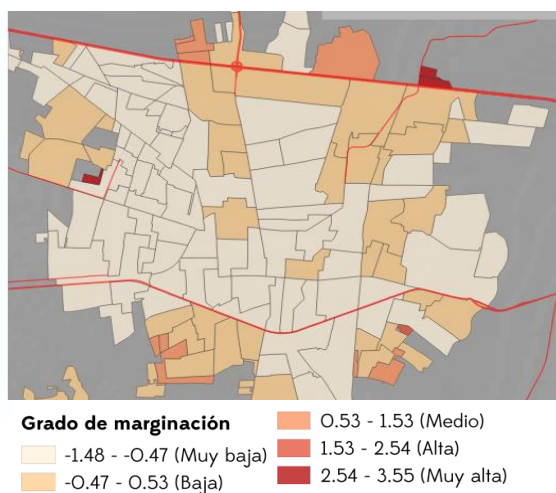 Grado de marginación
-1.48 - -0.47 (Muy baja)
-0.47 - 0.53 (Baja)
0.53 - 1.53 (Medio)
1.53 - 2.54 (Alta)
2.54 - 3.55 (Muy alta)